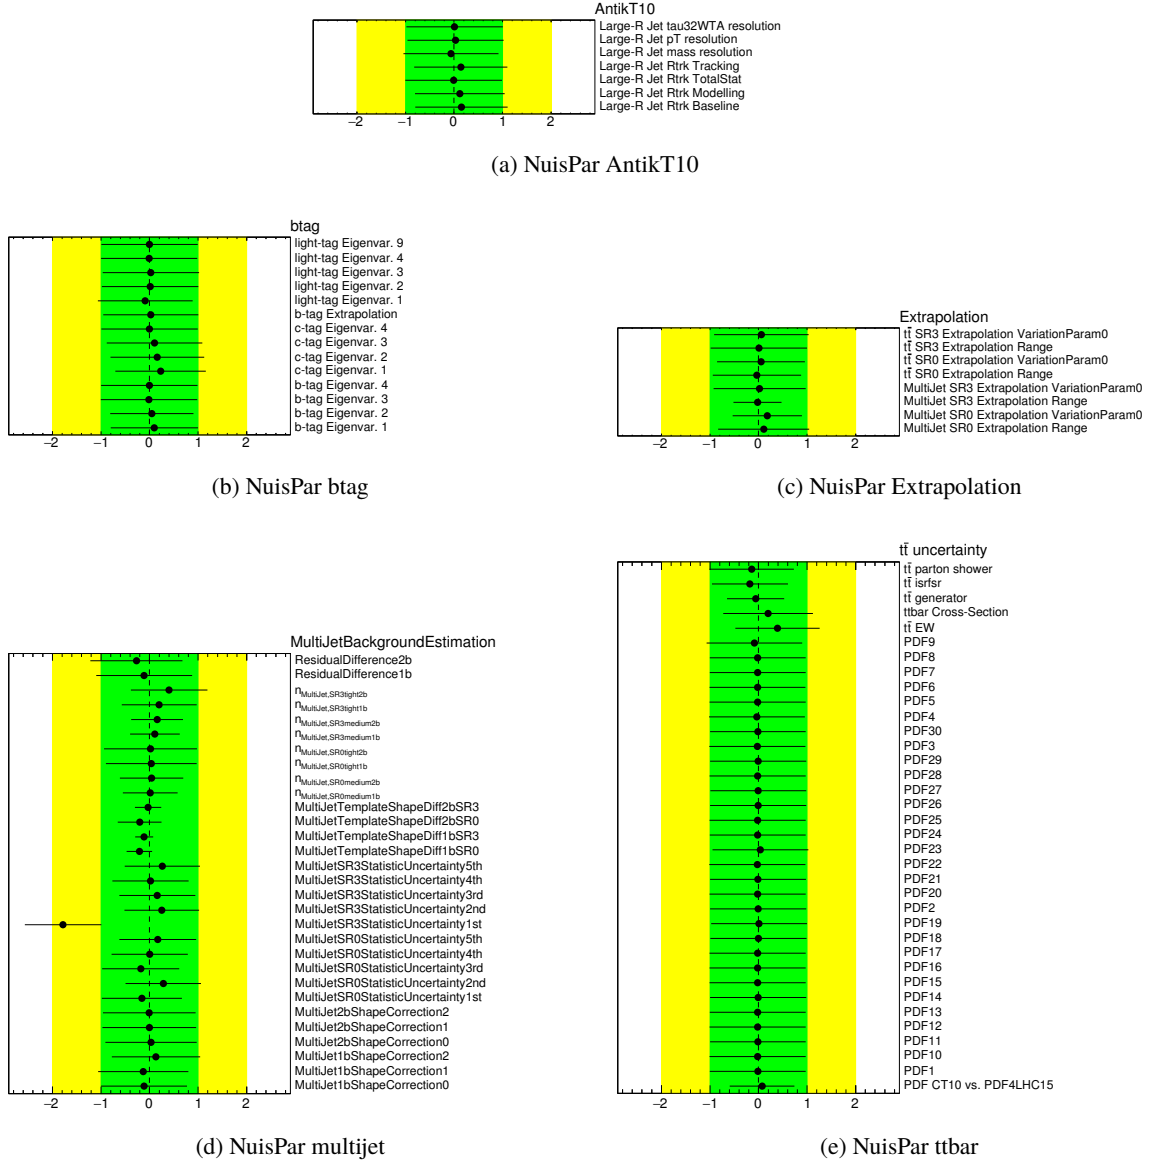 AntikT10
Large-R Jet tau32WTA resolution
Large-R Jet pT resolution
Large-R Jet mass resolution
Large-R Jet Rtrk Tracking
Large-R Jet Rtrk TotalStat
Large-R Jet Rtrk Modelling
Large-R Jet Rtrk Baseline
−2 −1 0 1 2
(a) NuisPar AntikT10
btag
light-tag Eigenvar. 9
light-tag Eigenvar. 4
light-tag Eigenvar. 3
light-tag Eigenvar. 2
light-tag Eigenvar. 1
b-tag Extrapolation
c-tag Eigenvar. 4
c-tag Eigenvar. 3
c-tag Eigenvar. 2
c-tag Eigenvar. 1
b-tag Eigenvar. 4
b-tag Eigenvar. 3
b-tag Eigenvar. 2
b-tag Eigenvar. 1
−2 −1 0 1 2
(b) NuisPar btag
Extrapolation
tt̄ SR3 Extrapolation VariationParam0
tt̄ SR3 Extrapolation Range
tt̄ SR0 Extrapolation VariationParam0
tt̄ SR0 Extrapolation Range
MultiJet SR3 Extrapolation VariationParam0
MultiJet SR3 Extrapolation Range
MultiJet SR0 Extrapolation VariationParam0
MultiJet SR0 Extrapolation Range
−2 −1 0 1 2
(c) NuisPar Extrapolation
MultiJetBackgroundEstimation
ResidualDifference2b
ResidualDifference1b
nMultiJet,SR3tight2b
nMultiJet,SR3tight1b
nMultiJet,SR3medium2b
nMultiJet,SR3medium1b
nMultiJet,SR0tight2b
nMultiJet,SR0tight1b
nMultiJet,SR0medium2b
nMultiJet,SR0medium1b
MultiJetTemplateShapeDiff2bSR3
MultiJetTemplateShapeDiff2bSR0
MultiJetTemplateShapeDiff1bSR3
MultiJetTemplateShapeDiff1bSR0
MultiJetSR3StatisticUncertainty5th
MultiJetSR3StatisticUncertainty4th
MultiJetSR3StatisticUncertainty3rd
MultiJetSR3StatisticUncertainty2nd
MultiJetSR3StatisticUncertainty1st
MultiJetSR0StatisticUncertainty5th
MultiJetSR0StatisticUncertainty4th
MultiJetSR0StatisticUncertainty3rd
MultiJetSR0StatisticUncertainty2nd
MultiJetSR0StatisticUncertainty1st
MultiJet2bShapeCorrection2
MultiJet2bShapeCorrection1
MultiJet2bShapeCorrection0
MultiJet1bShapeCorrection2
MultiJet1bShapeCorrection1
MultiJet1bShapeCorrection0
−2 −1 0 1 2
(d) NuisPar multijet
tt̄ uncertainty
tt̄ parton shower
tt̄ isrfsr
tt̄ generator
ttbar Cross-Section
tt̄ EW
PDF9
PDF8
PDF7
PDF6
PDF5
PDF4
PDF30
PDF3
PDF29
PDF28
PDF27
PDF26
PDF25
PDF24
PDF23
PDF22
PDF21
PDF20
PDF2
PDF19
PDF18
PDF17
PDF16
PDF15
PDF14
PDF13
PDF12
PDF11
PDF10
PDF1
PDF CT10 vs. PDF4LHC15
−2 −1 0 1 2
(e) NuisPar ttbar